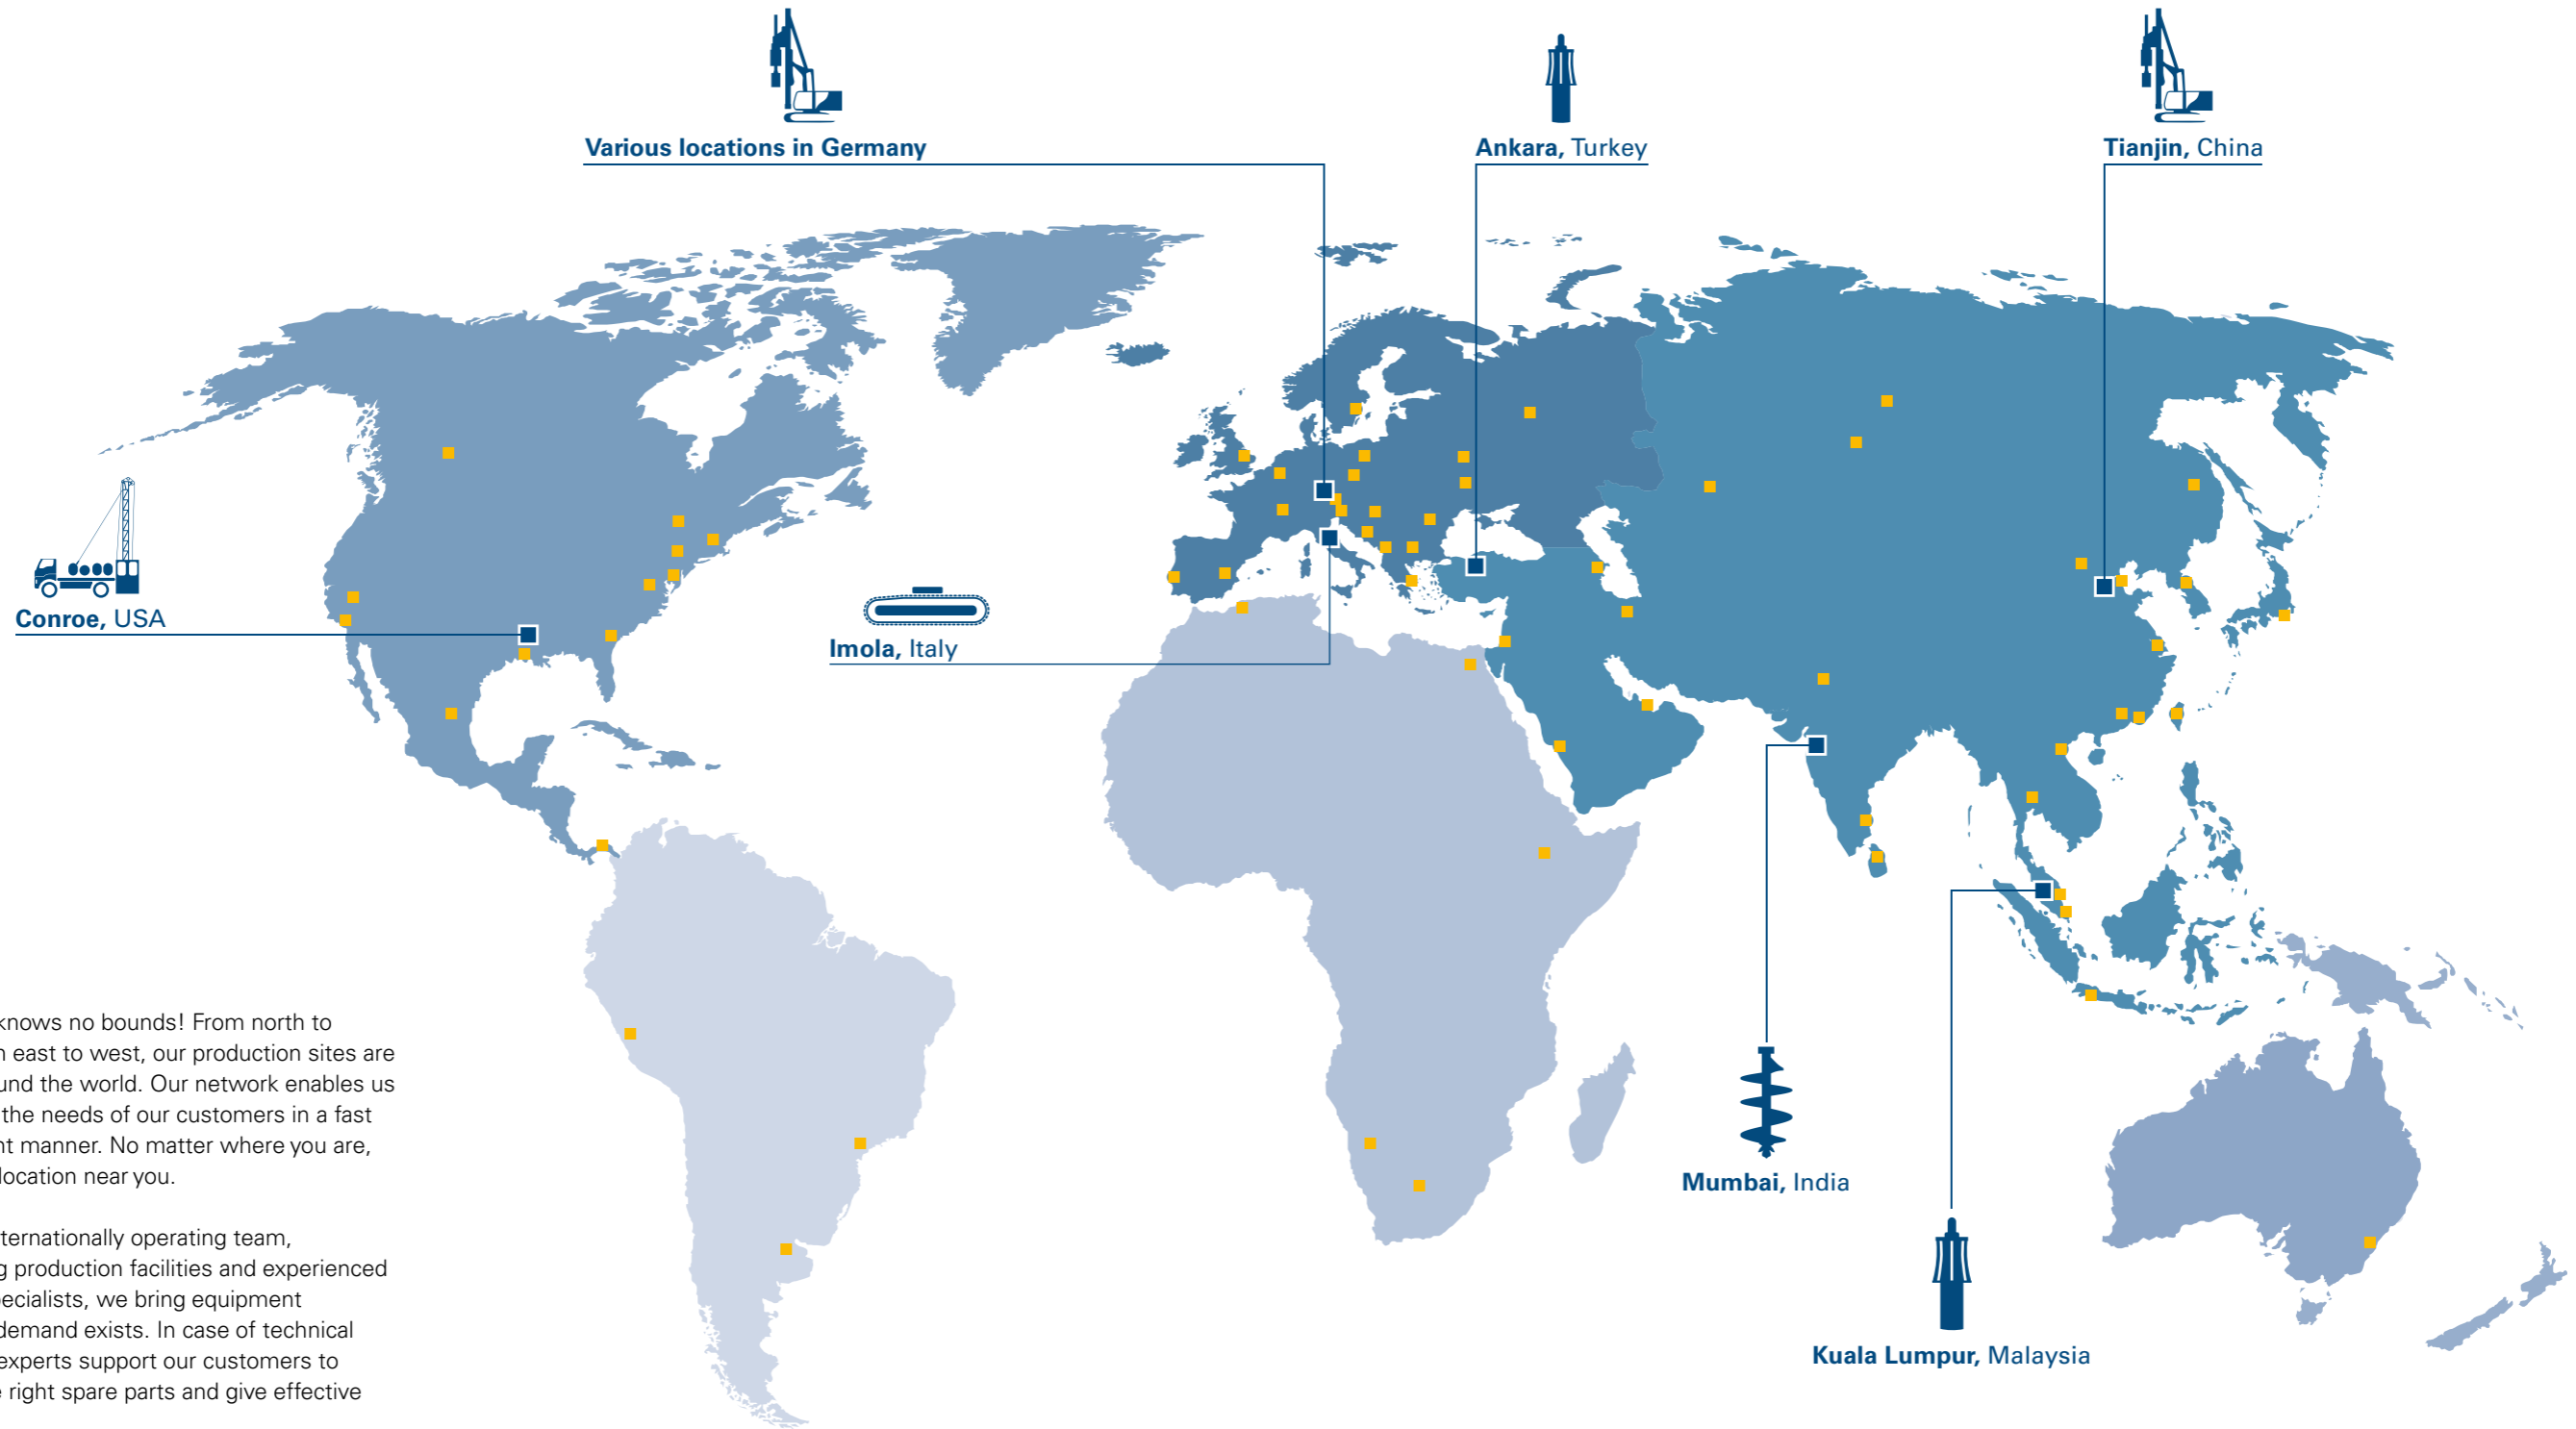 Various locations in Germany
Ankara, Turkey
Tianjin, China
Conroe, USA
Imola, Italy
knows no bounds! From north to
east to west, our production sites are
the world. Our network enables us
the needs of our customers in a fast
manner. No matter where you are,
location near you.
operating team,
production facilities and experienced
we bring equipment
demand exists. In case of technical
experts support our customers to
right spare parts and give effective
Mumbai, India
Kuala Lumpur, Malaysia